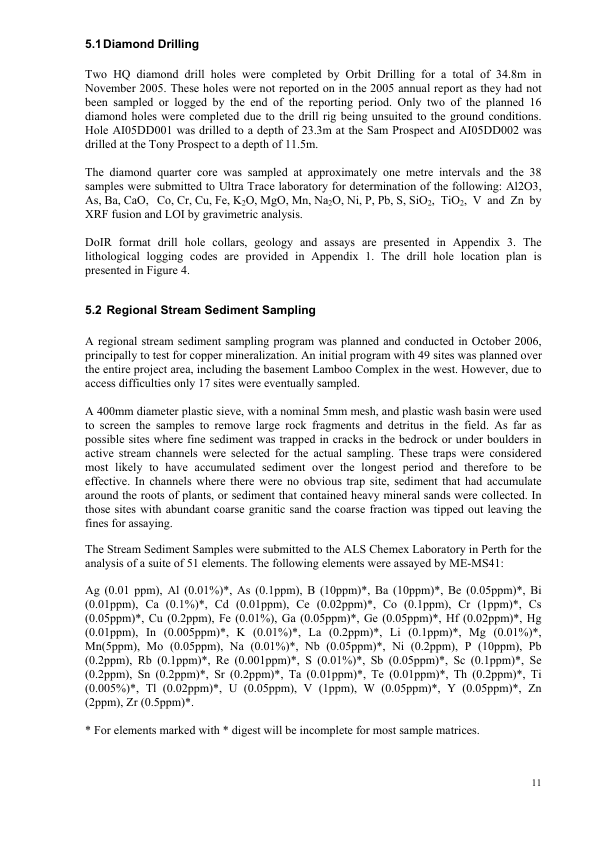 5.1 Diamond Drilling
Two HQ diamond drill holes were completed by Orbit Drilling for a total of 34.8m in
November 2005. These holes were not reported on in the 2005 annual report as they had not
been sampled or logged by the end of the reporting period. Only two of the planned 16
diamond holes were completed due to the drill rig being unsuited to the ground conditions.
Hole AI05DD001 was drilled to a depth of 23.3m at the Sam Prospect and AI05DD002 was
drilled at the Tony Prospect to a depth of 11.5m.
The diamond quarter core was sampled at approximately one metre intervals and the 38
samples were submitted to Ultra Trace laboratory for determination of the following: Al2O3,
As, Ba, CaO, Co, Cr, Cu, Fe, K₂O, MgO, Mn, Na₂O, Ni, P, Pb, S, SiO₂, TiO₂, V and Zn by
XRF fusion and LOI by gravimetric analysis.
DoIR format drill hole collars, geology and assays are presented in Appendix 3. The
lithological logging codes are provided in Appendix 1. The drill hole location plan is
presented in Figure 4.
5.2 Regional Stream Sediment Sampling
A regional stream sediment sampling program was planned and conducted in October 2006,
principally to test for copper mineralization. An initial program with 49 sites was planned over
the entire project area, including the basement Lamboo Complex in the west. However, due to
access difficulties only 17 sites were eventually sampled.
A 400mm diameter plastic sieve, with a nominal 5mm mesh, and plastic wash basin were used
to screen the samples to remove large rock fragments and detritus in the field. As far as
possible sites where fine sediment was trapped in cracks in the bedrock or under boulders in
active stream channels were selected for the actual sampling. These traps were considered
most likely to have accumulated sediment over the longest period and therefore to be
effective. In channels where there were no obvious trap site, sediment that had accumulate
around the roots of plants, or sediment that contained heavy mineral sands were collected. In
those sites with abundant coarse granitic sand the coarse fraction was tipped out leaving the
fines for assaying.
The Stream Sediment Samples were submitted to the ALS Chemex Laboratory in Perth for the
analysis of a suite of 51 elements. The following elements were assayed by ME-MS41:
Ag (0.01 ppm), Al (0.01%)*, As (0.1ppm), B (10ppm)*, Ba (10ppm)*, Be (0.05ppm)*, Bi
(0.01ppm), Ca (0.1%)*, Cd (0.01ppm), Ce (0.02ppm)*, Co (0.1ppm), Cr (1ppm)*, Cs
(0.05ppm)*, Cu (0.2ppm), Fe (0.01%), Ga (0.05ppm)*, Ge (0.05ppm)*, Hf (0.02ppm)*, Hg
(0.01ppm), In (0.005ppm)*, K (0.01%)*, La (0.2ppm)*, Li (0.1ppm)*, Mg (0.01%)*,
Mn(5ppm), Mo (0.05ppm), Na (0.01%)*, Nb (0.05ppm)*, Ni (0.2ppm), P (10ppm), Pb
(0.2ppm), Rb (0.1ppm)*, Re (0.001ppm)*, S (0.01%)*, Sb (0.05ppm)*, Sc (0.1ppm)*, Se
(0.2ppm), Sn (0.2ppm)*, Sr (0.2ppm)*, Ta (0.01ppm)*, Te (0.01ppm)*, Th (0.2ppm)*, Ti
(0.005%)*, Tl (0.02ppm)*, U (0.05ppm), V (1ppm), W (0.05ppm)*, Y (0.05ppm)*, Zn
(2ppm), Zr (0.5ppm)*.
* For elements marked with * digest will be incomplete for most sample matrices.
11